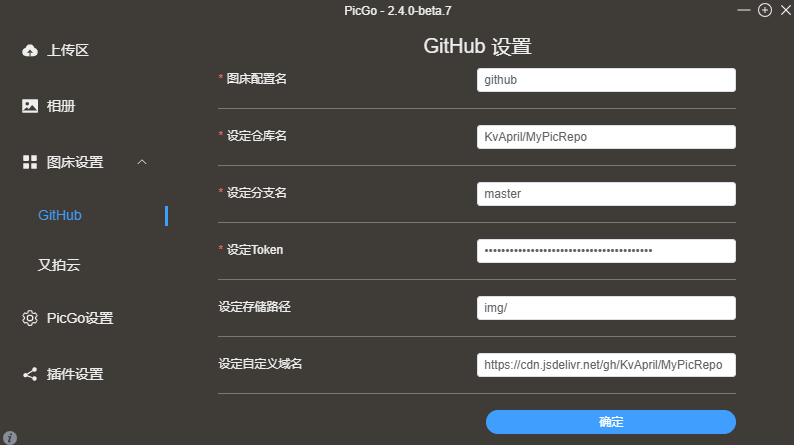 PicGo - 2.4.0-beta.7
上传区
相册
图床设置
GitHub
又拍云
PicGo设置
插件设置
GitHub 设置
* 图床配置名
github
* 设定仓库名
KvApril/MyPicRepo
* 设定分支名
master
* 设定Token
设定存储路径
img/
设定自定义域名
https://cdn.jsdelivr.net/gh/KvApril/MyPicRepo
确定